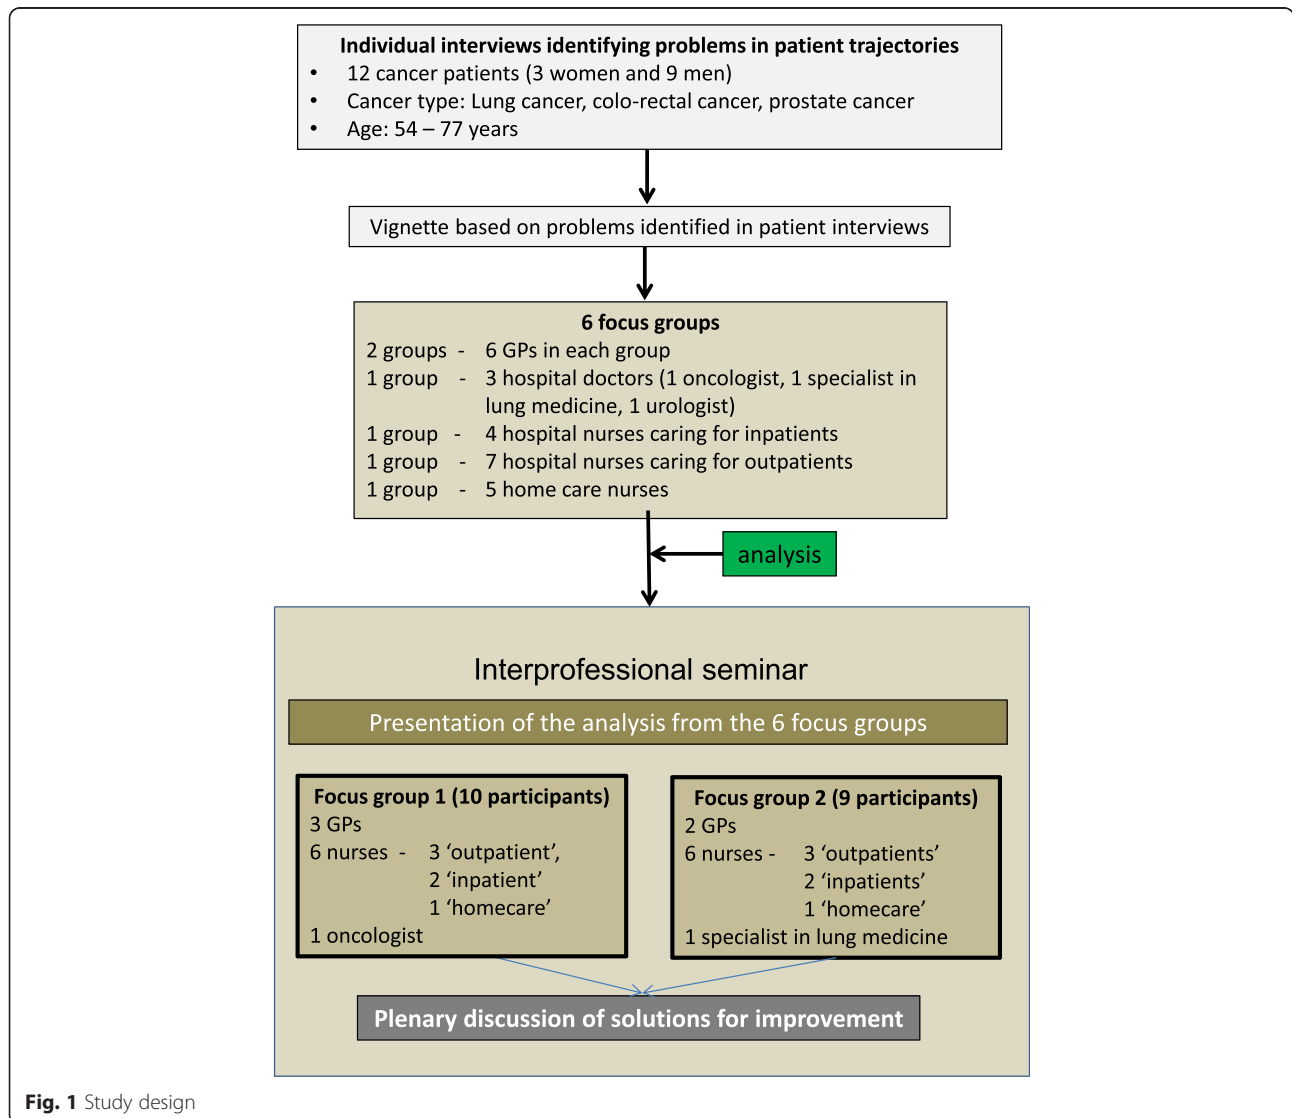 Individual interviews identifying problems in patient trajectories
• 12 cancer patients (3 women and 9 men)
• Cancer type: Lung cancer, colo-rectal cancer, prostate cancer
• Age: 54 – 77 years
Vignette based on problems identified in patient interviews
6 focus groups
2 groups - 6 GPs in each group
1 group - 3 hospital doctors (1 oncologist, 1 specialist in
lung medicine, 1 urologist)
1 group - 4 hospital nurses caring for inpatients
1 group - 7 hospital nurses caring for outpatients
1 group - 5 home care nurses
analysis
Interprofessional seminar
Presentation of the analysis from the 6 focus groups
Focus group 1 (10 participants)
3 GPs
6 nurses - 3 ‘outpatient’,
2 ‘inpatient’
1 ‘homecare’
1 oncologist
Focus group 2 (9 participants)
2 GPs
6 nurses - 3 ‘outpatients’
2 ‘inpatients’
1 ‘homecare’
1 specialist in lung medicine
Plenary discussion of solutions for improvement
Fig. 1 Study design